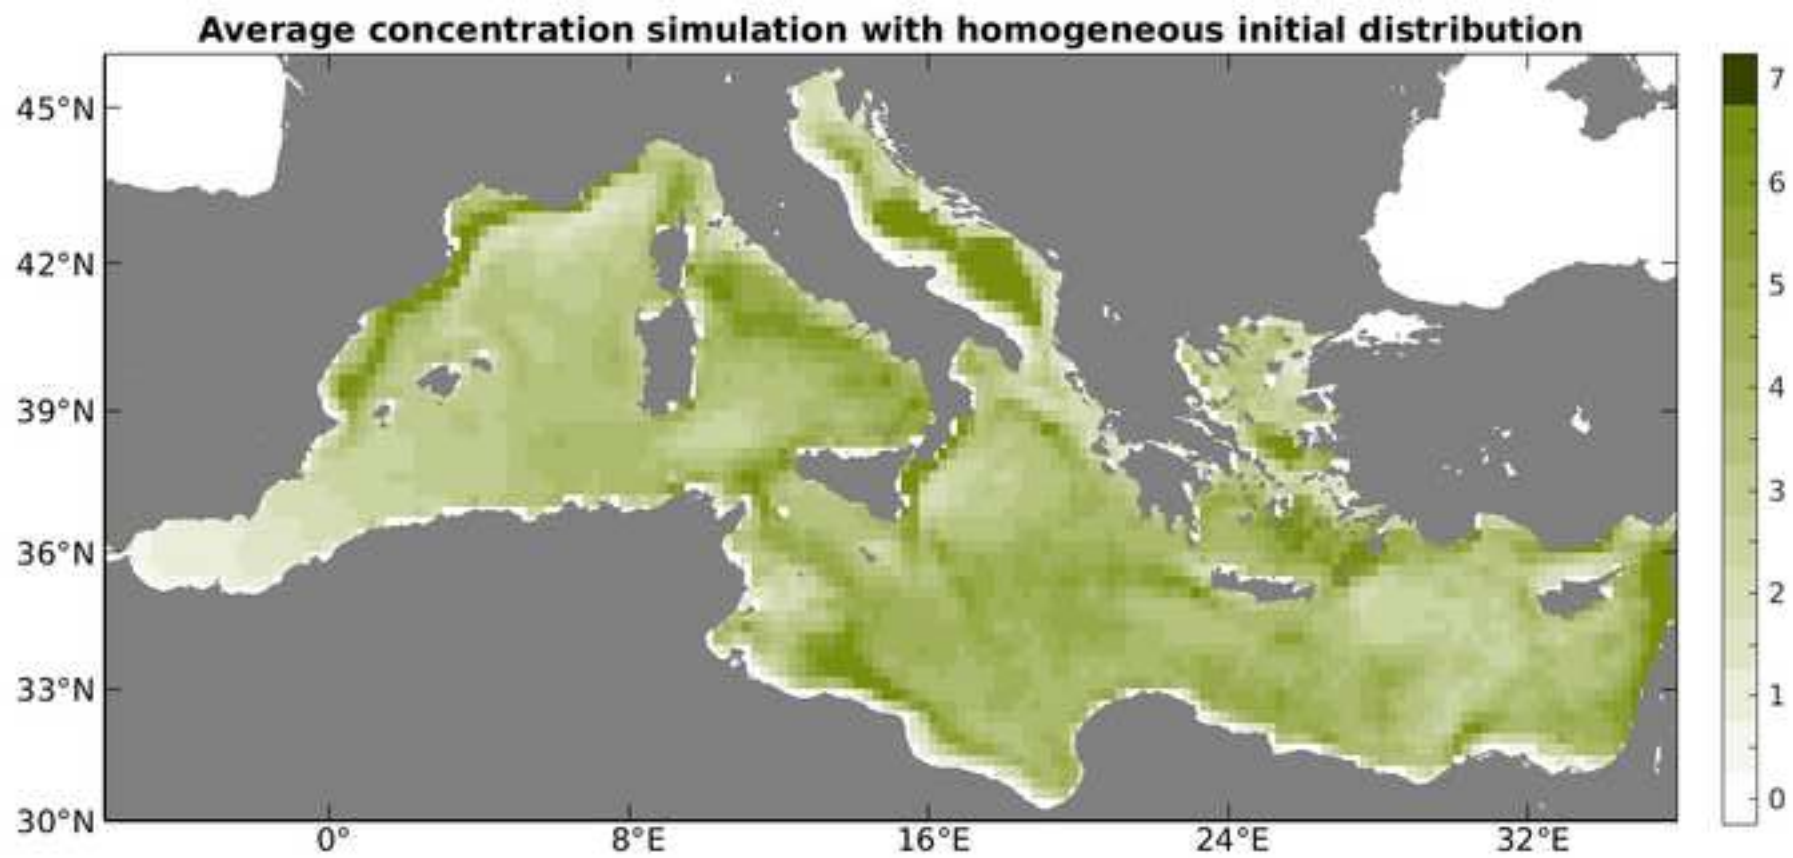 Average concentration simulation with homogeneous initial distribution
45°N
42°N
39°N
36°N
33°N
30°N
0°
8°E
16°E
24°E
32°E
7
6
5
4
3
2
1
0